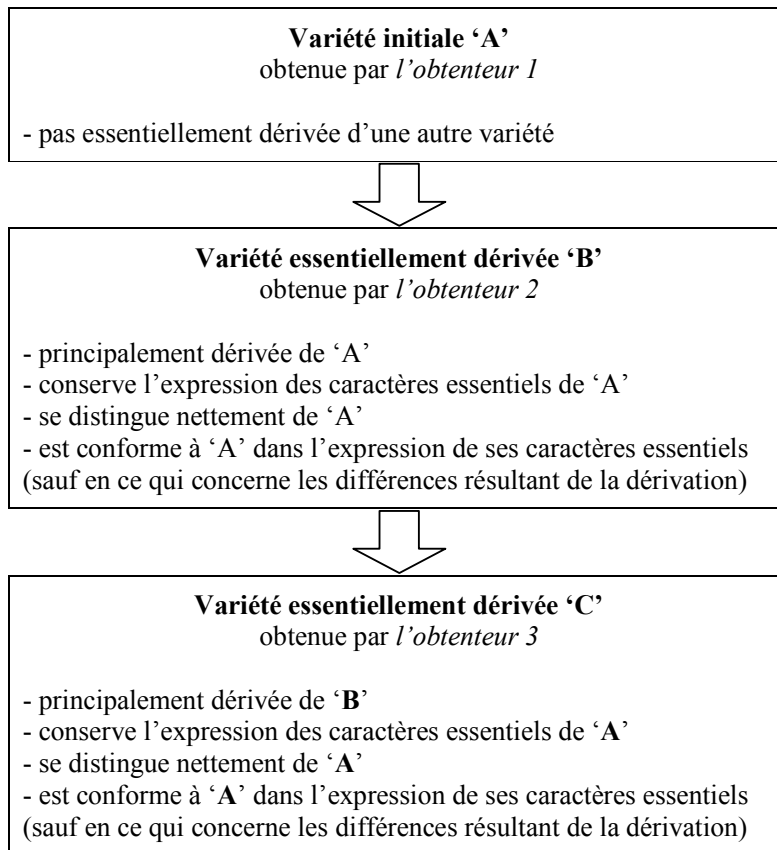 Variété initiale ‘A’
obtenue par l’obtenteur 1
- pas essentiellement dérivée d’une autre variété
Variété essentiellement dérivée ‘B’
obtenue par l’obtenteur 2
- principalement dérivée de ‘A’
- conserve l’expression des caractères essentiels de ‘A’
- se distingue nettement de ‘A’
- est conforme à ‘A’ dans l’expression de ses caractères essentiels
(sauf en ce qui concerne les différences résultant de la dérivation)
Variété essentiellement dérivée ‘C’
obtenue par l’obtenteur 3
- principalement dérivée de ‘B’
- conserve l’expression des caractères essentiels de ‘A’
- se distingue nettement de ‘A’
- est conforme à ‘A’ dans l’expression de ses caractères essentiels
(sauf en ce qui concerne les différences résultant de la dérivation)